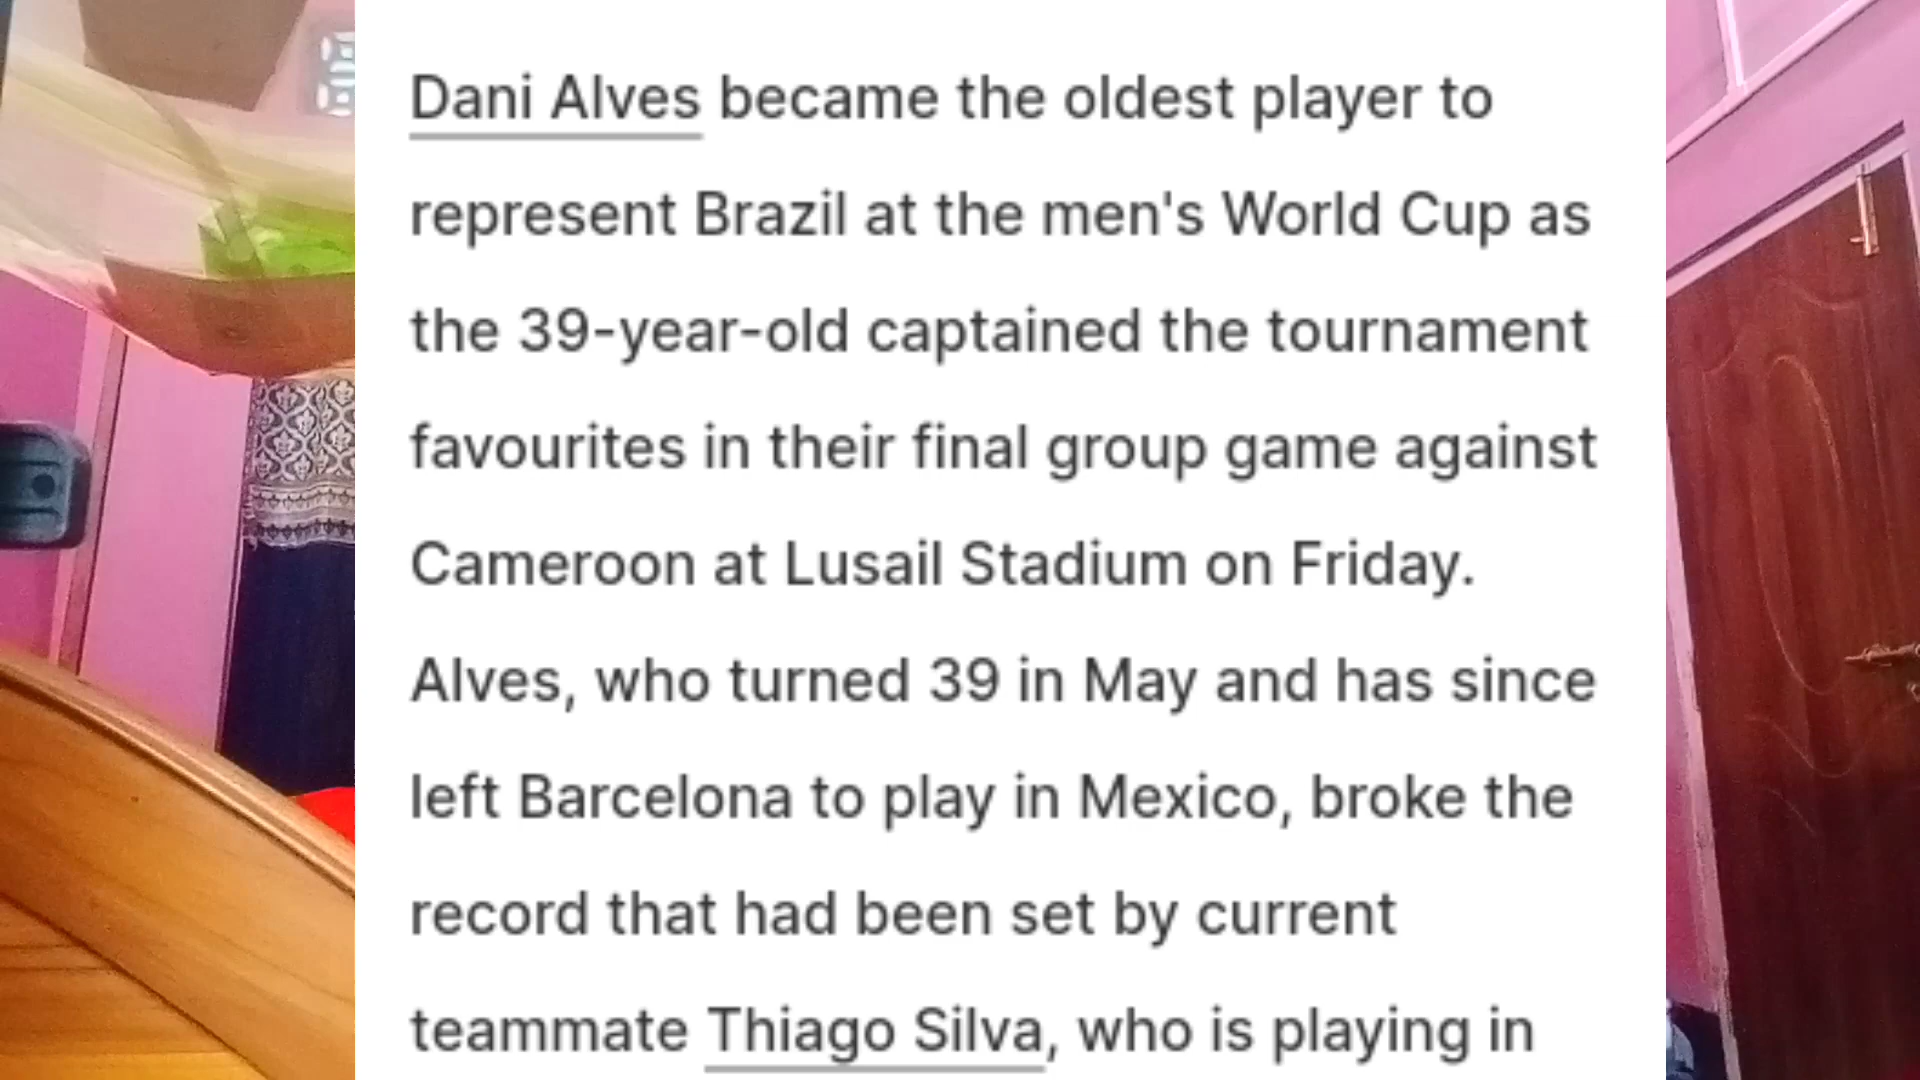 Dani Alves became the oldest player to
represent Brazil at the men's World Cup as
the 39-year-old captained the tournament
favourites in their final group game against
Cameroon at Lusail Stadium on Friday.
Alves, who turned 39 in May and has since
left Barcelona to play in Mexico, broke the
record that had been set by current
teammate Thiago Silva, who is playing in